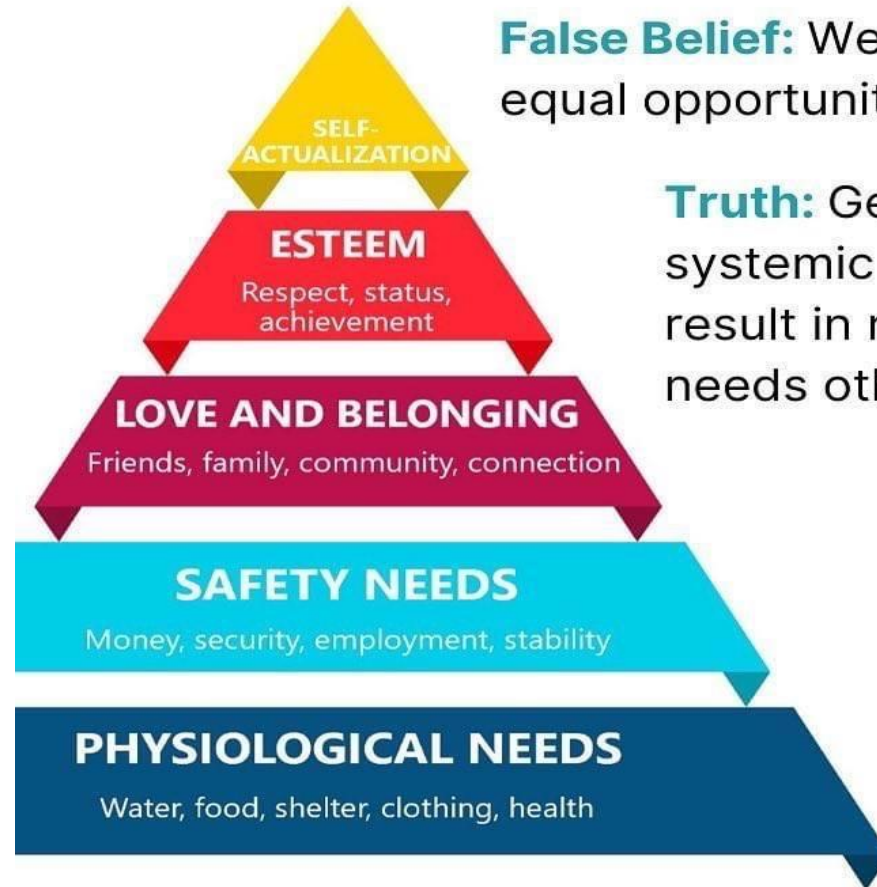 False Belief: We
equal opportunit
Truth: Ge
systemic
result in
needs
SELF-
ACTUALIZATION
ESTEEM
Respect, status,
achievement
LOVE AND BELONGING
Friends, family, community, connection
SAFETY NEEDS
Money, security, employment, stability
PHYSIOLOGICAL NEEDS
Water, food, shelter, clothing, health